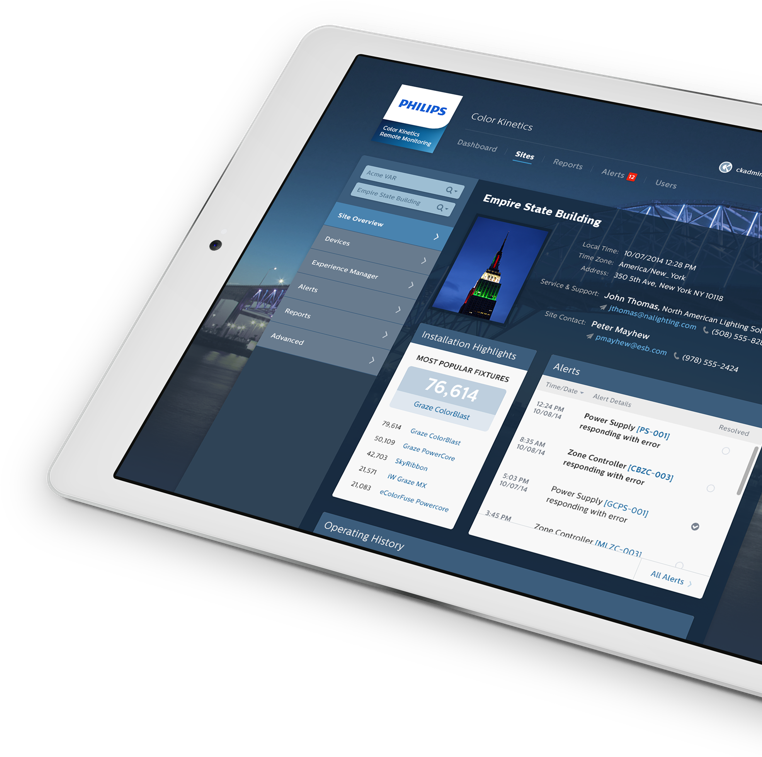 PHILIPS
Color Kinetics
Remote Monitoring
Color Kinetics
Dashboard
Sites
Reports
Alerts 12
Users
ckadmin
Acme VAR
Empire State Building
Site Overview
Devices
Experience Manager
Alerts
Reports
Advanced
Empire State Building
Local Time: 10/07/2014 12:28 PM
Time Zone: America/New_York
Address: 350 5th Ave, New York NY 10118
Service & Support: John Thomas, North American Lighting
jthomas@nalighting.com (508) 555-
Site Contact: Peter Mayhew
pmayhew@esb.com (978) 555-2424
Installation Highlights
MOST POPULAR FIXTURES
76,614
Graze ColorBlast
79,614 Graze ColorBlast
50,109 Graze PowerCore
42,703 SkyRibbon
21,571 iW Graze MX
21,083 eColorFuse Powercore
Alerts
Time/Date Alert Details Resolved
12:24 PM
10/08/14
Power Supply [PS-001]
responding with error
8:35 AM
10/08/14
Zone Controller [CBZC-003]
responding with error
5:03 PM
10/07/14
Power Supply [GCPS-001]
responding with error
3:45 PM
Zone Controller [MLZC-003]
All Alerts
Operating History